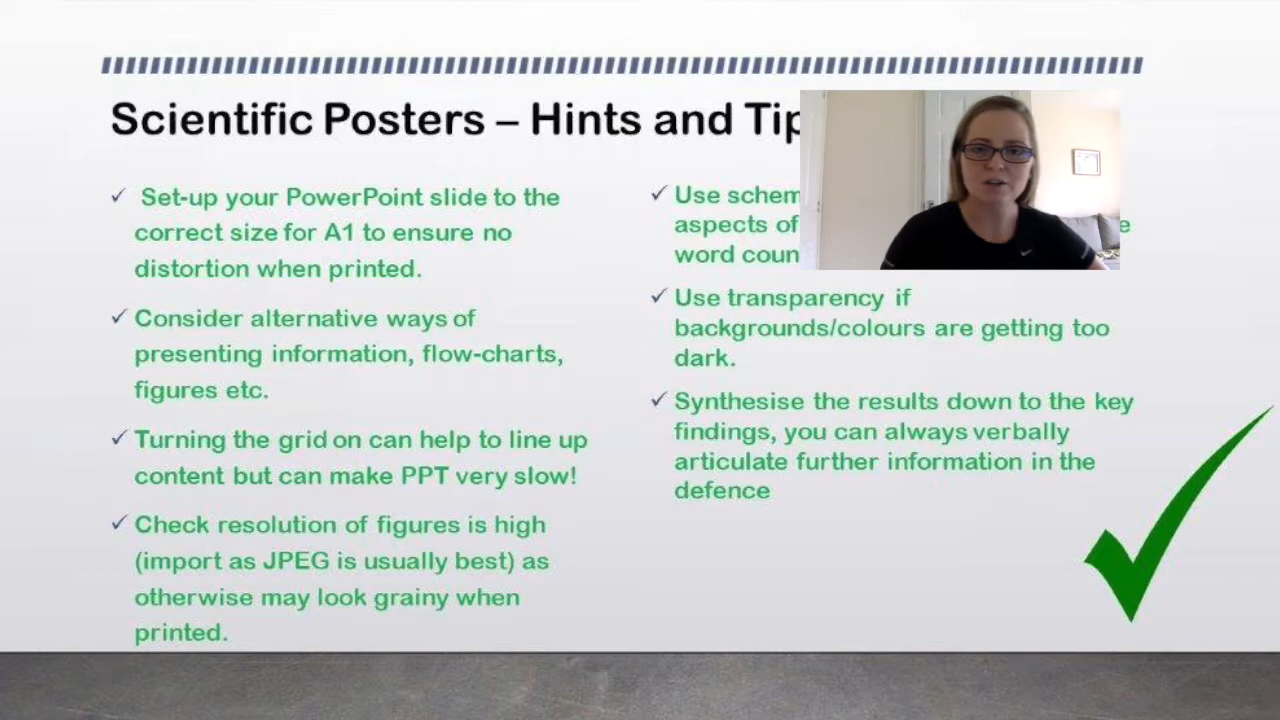 Scientific Posters – Hints and Tip
Set-up your PowerPoint slide to the
correct size for A1 to ensure no
distortion when printed.
Consider alternative ways of
presenting information, flow-charts,
figures etc.
Turning the grid on can help to line up
content but can make PPT very slow!
Check resolution of figures is high
(import as JPEG is usually best) as
otherwise may look grainy when
printed.
Use
aspects of
word
Use transparency if
backgrounds/colours are getting too
dark.
Synthesise the results down to the key
findings, you can always verbally
articulate further information in the
defence